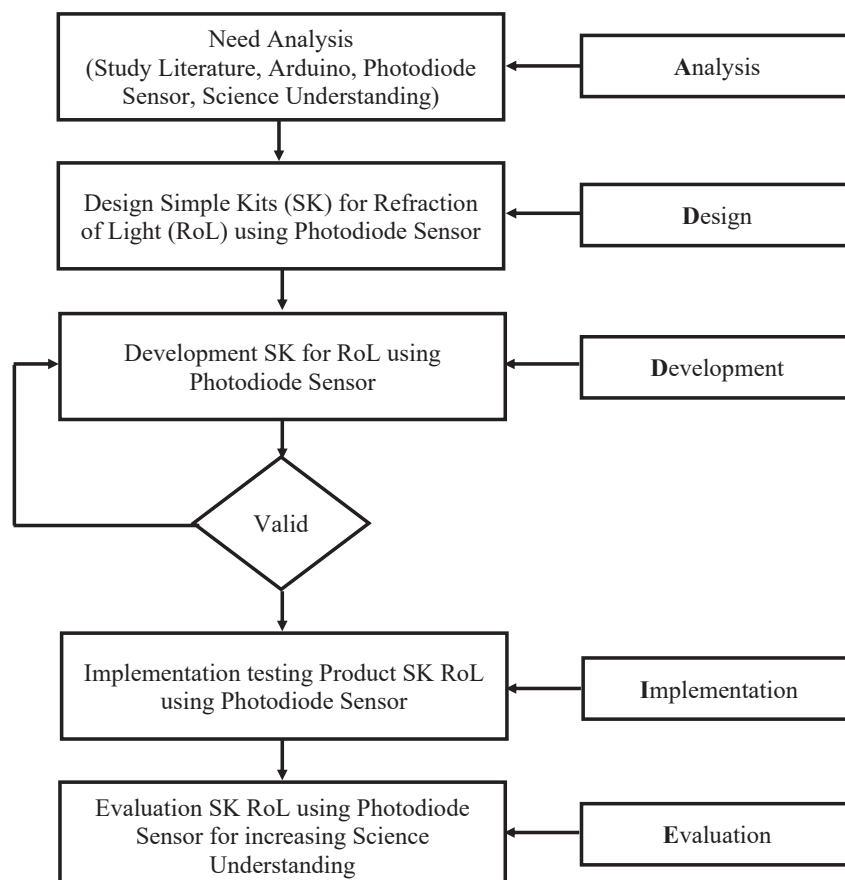 Need Analysis
(Study Literature, Arduino, Photodiode
Sensor, Science Understanding)
Analysis
Design Simple Kits (SK) for Refraction
of Light (RoL) using Photodiode Sensor
Design
Development SK for RoL using
Photodiode Sensor
Development
Valid
Implementation testing Product SK RoL
using Photodiode Sensor
Implementation
Evaluation SK RoL using Photodiode
Sensor for increasing Science
Understanding
Evaluation